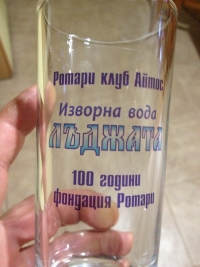 Ротари клуб Айтос
Изворна вода
ЛЪДЖАТА
100 години
фондация Ротари